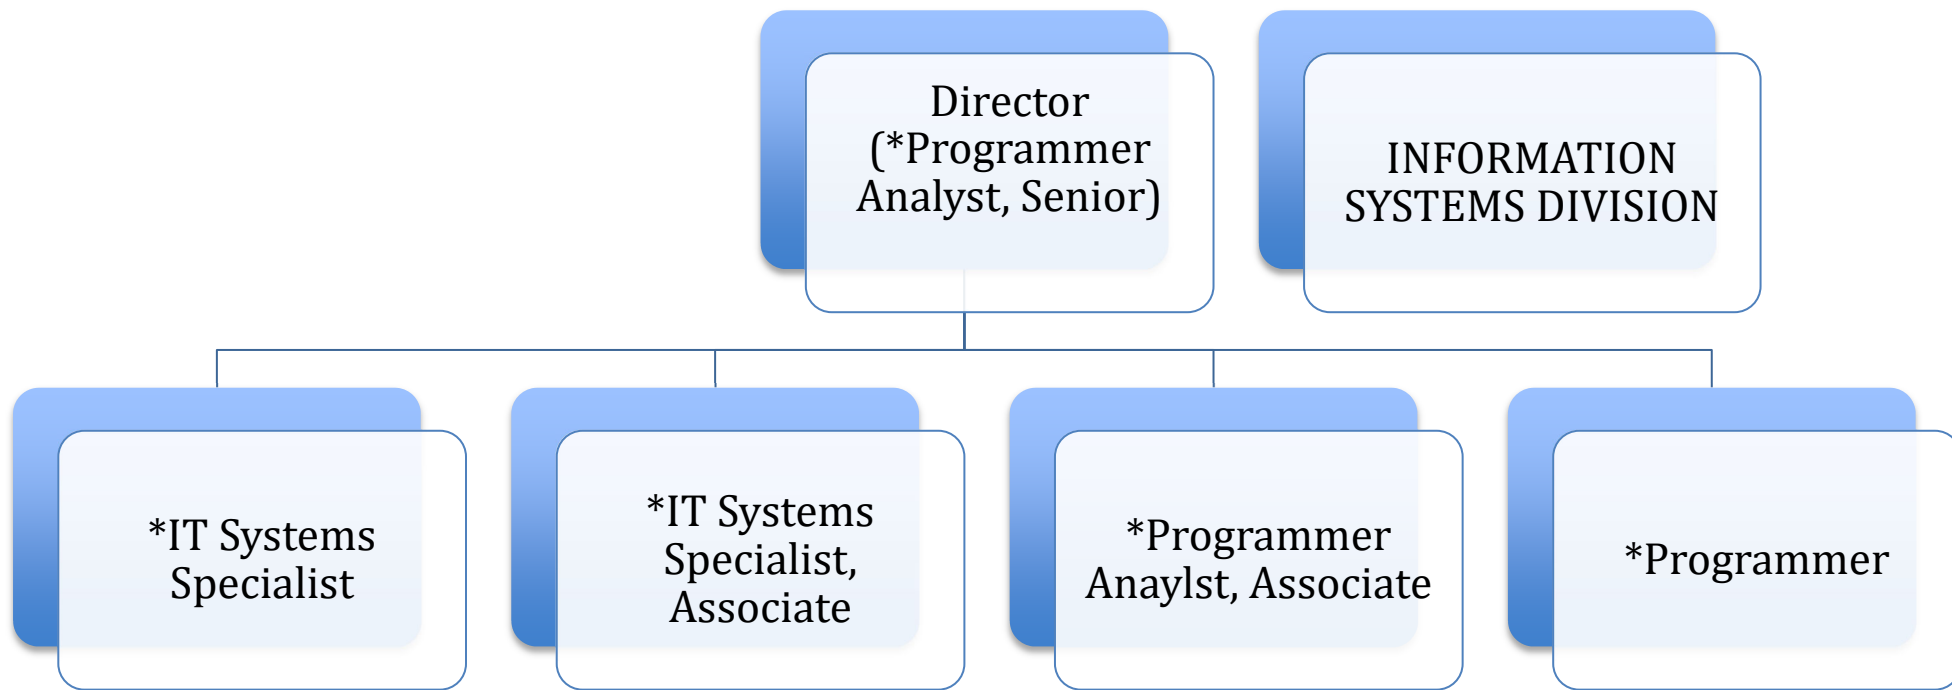 Director
(*Programmer
Analyst, Senior)
INFORMATION
SYSTEMS DIVISION
*IT Systems
Specialist
*IT Systems
Specialist,
Associate
*Programmer
Anaylst, Associate
*Programmer